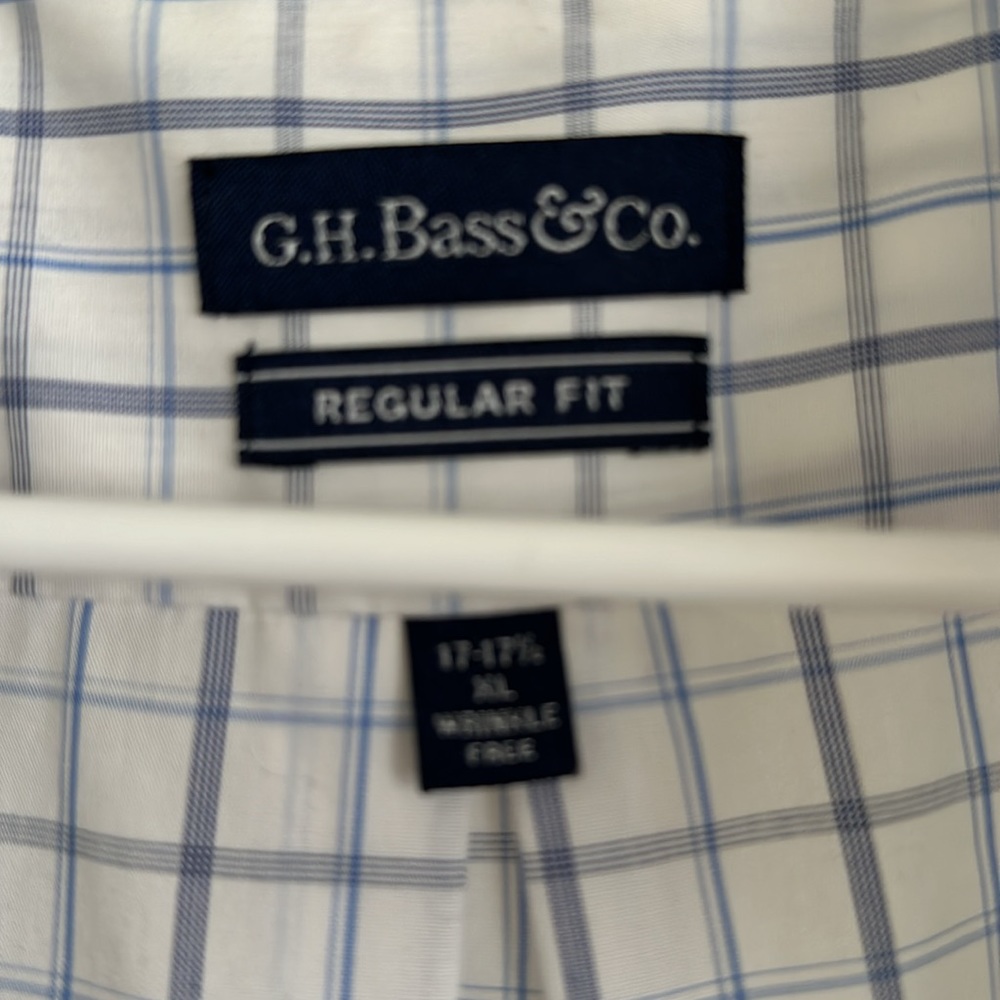 G.H.Bass&Co.
REGULAR FIT
17-17½
XL
WRINKLE
FREE